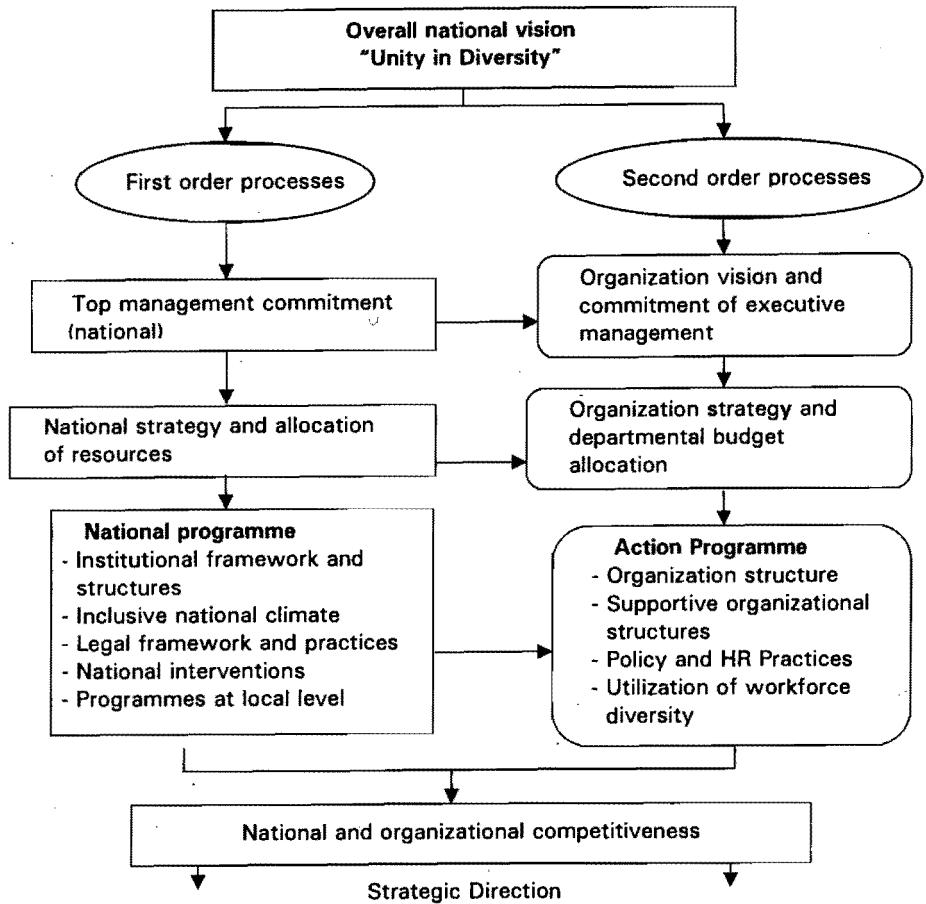 Overall national vision
"Unity in Diversity"
First order processes
Second order processes
Top management commitment
(national)
Organization vision and
commitment of executive
management
National strategy and allocation
of resources
Organization strategy and
departmental budget
allocation
National programme
- Institutional framework and
structures
- Inclusive national climate
- Legal framework and practices
- National interventions
- Programmes at local level
Action Programme
- Organization structure
- Supportive organizational
structures
- Policy and HR Practices
- Utilization of workforce
diversity
National and organizational competitiveness
Strategic Direction